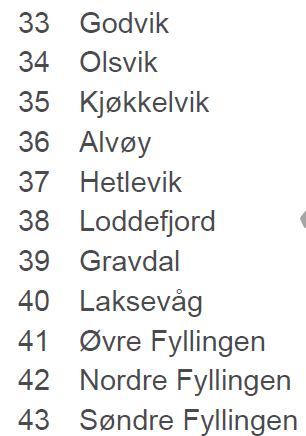 33 Godvik
34 Olsvik
35 Kjøkkelvik
36 Alvøy
37 Hetlevik
38 Loddefjord
39 Gravdal
40 Laksevåg
41 Øvre Fyllingen
42 Nordre Fyllingen
43 Søndre Fyllingen